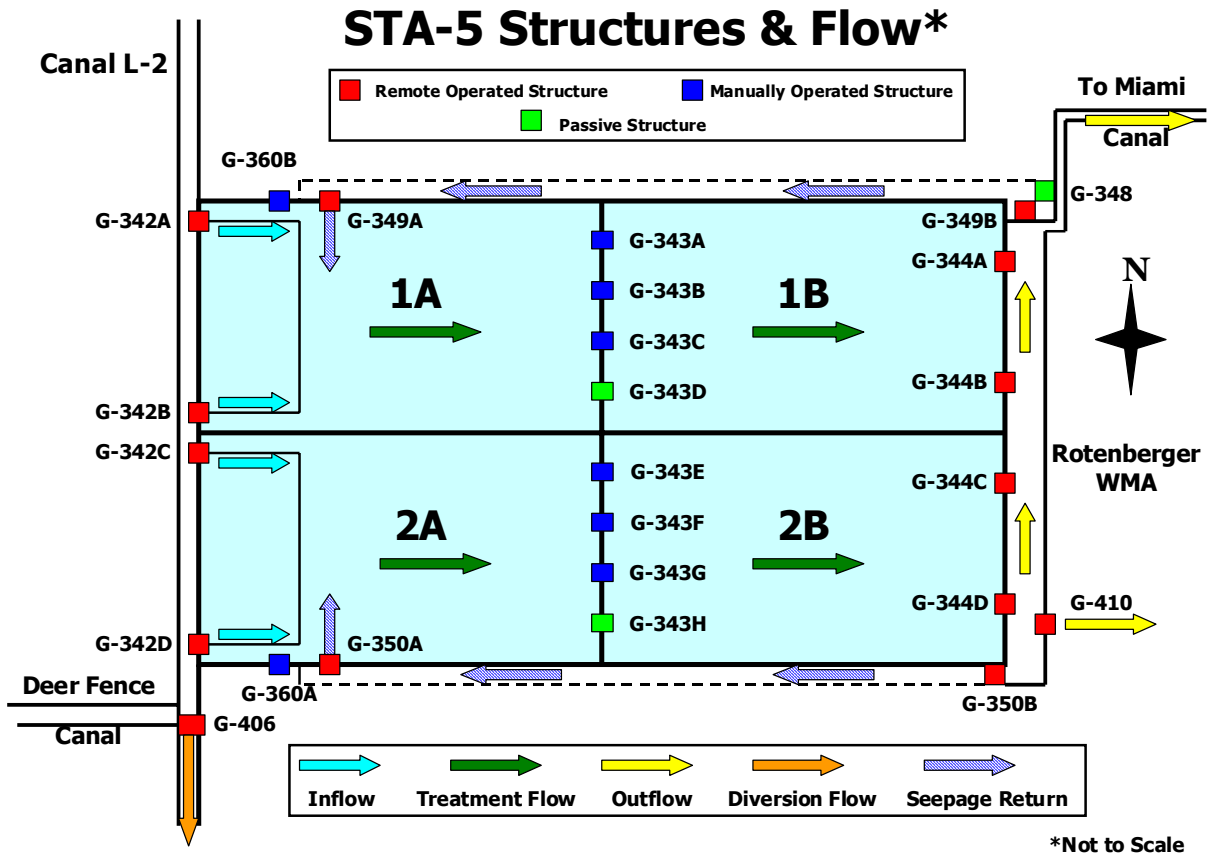 STA-5 Structures & Flow*
Canal L-2
Remote Operated Structure
Manually Operated Structure
Passive Structure
To Miami
Canal
G-360B
G-348
G-342A
G-349A
G-349B
G-343A
G-344A
N
G-343B
1A
1B
G-343C
G-343D
G-344B
G-342B
G-342C
Rotenberger
WMA
G-343E
G-344C
2A
G-343F
2B
G-343G
G-344D
G-410
G-343H
G-342D
G-350A
Deer Fence
G-360A
G-350B
G-406
Canal
Inflow
Treatment Flow
Outflow
Diversion Flow
Seepage Return
*Not to Scale